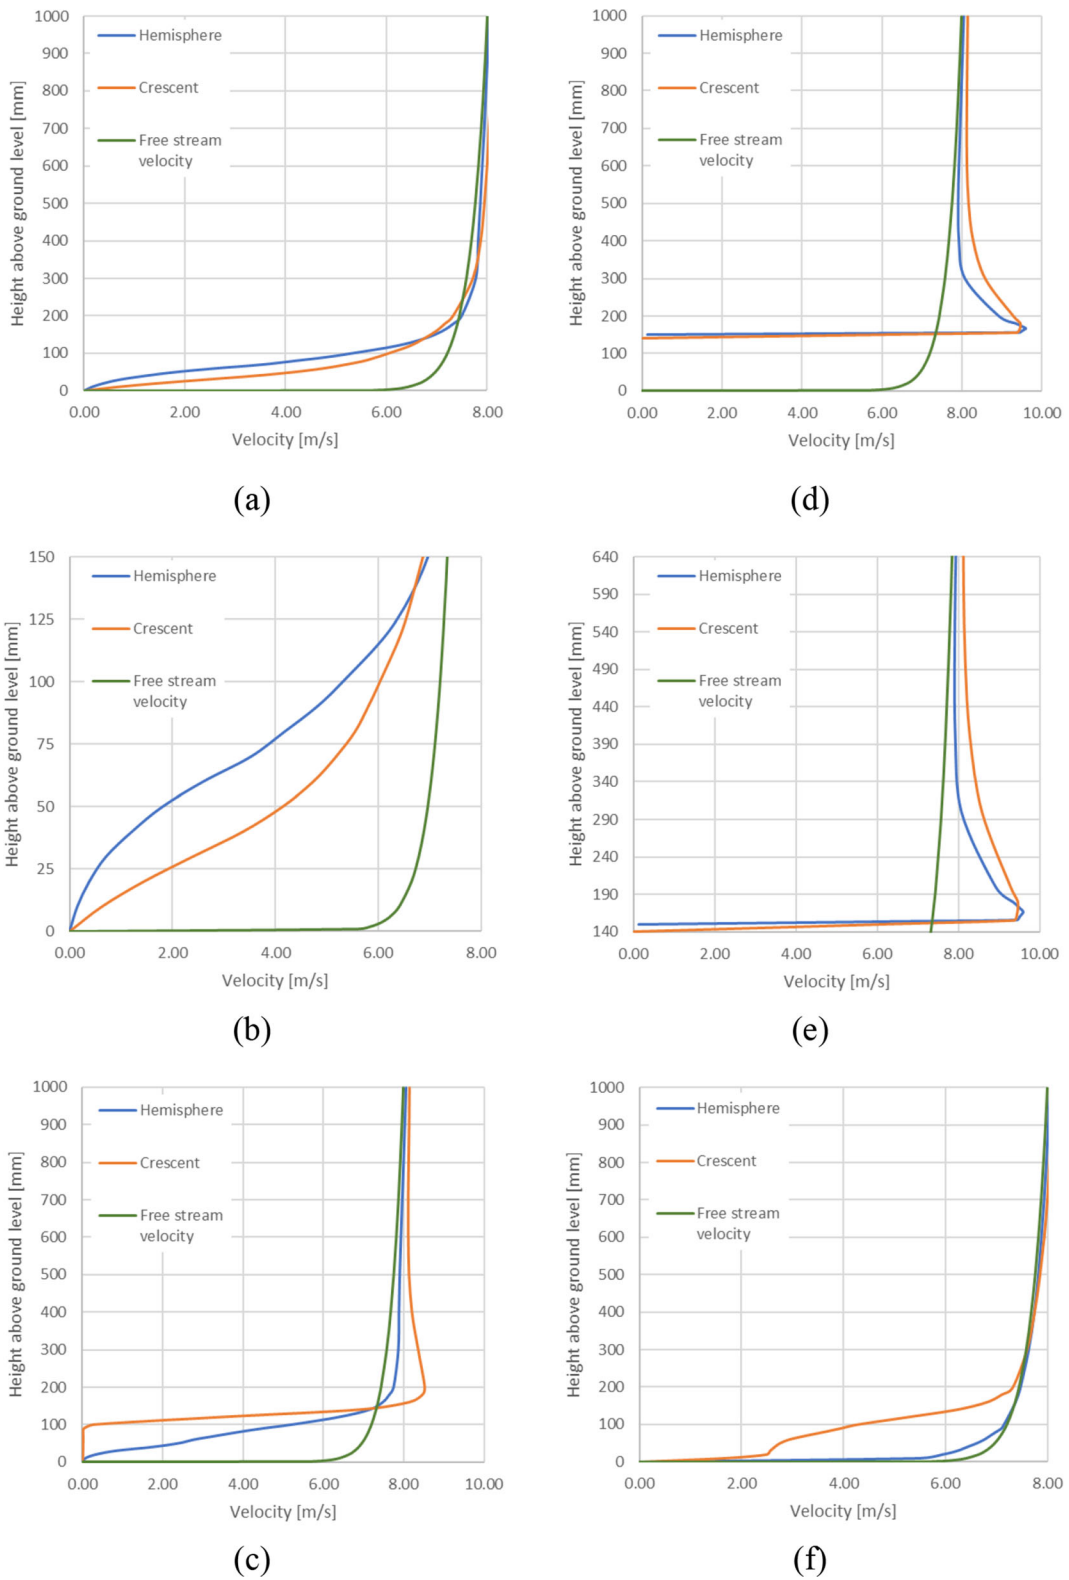 1000
900
800
700
600
500
400
300
200
100
0
Height above ground level [mm]
Hemisphere
Crescent
Free stream
velocity
0.00 2.00 4.00 6.00 8.00
Velocity [m/s]
(a)
1000
900
800
700
600
500
400
300
200
100
0
Height above ground level [mm]
Hemisphere
Crescent
Free stream
velocity
0.00 2.00 4.00 6.00 8.00 10.00
Velocity [m/s]
(d)
150
125
100
75
50
25
0
Height above ground level [mm]
Hemisphere
Crescent
Free stream
velocity
0.00 2.00 4.00 6.00 8.00
Velocity [m/s]
(b)
640
590
540
490
440
390
340
290
240
190
140
Height above ground level [mm]
Hemisphere
Crescent
Free stream
velocity
0.00 2.00 4.00 6.00 8.00 10.00
Velocity [m/s]
(e)
1000
900
800
700
600
500
400
300
200
100
0
Height above ground level [mm]
Hemisphere
Crescent
Free stream
velocity
0.00 2.00 4.00 6.00 8.00 10.00
Velocity [m/s]
(c)
1000
900
800
700
600
500
400
300
200
100
0
Height above ground level [mm]
Hemisphere
Crescent
Free stream
velocity
0.00 2.00 4.00 6.00 8.00
Velocity [m/s]
(f)